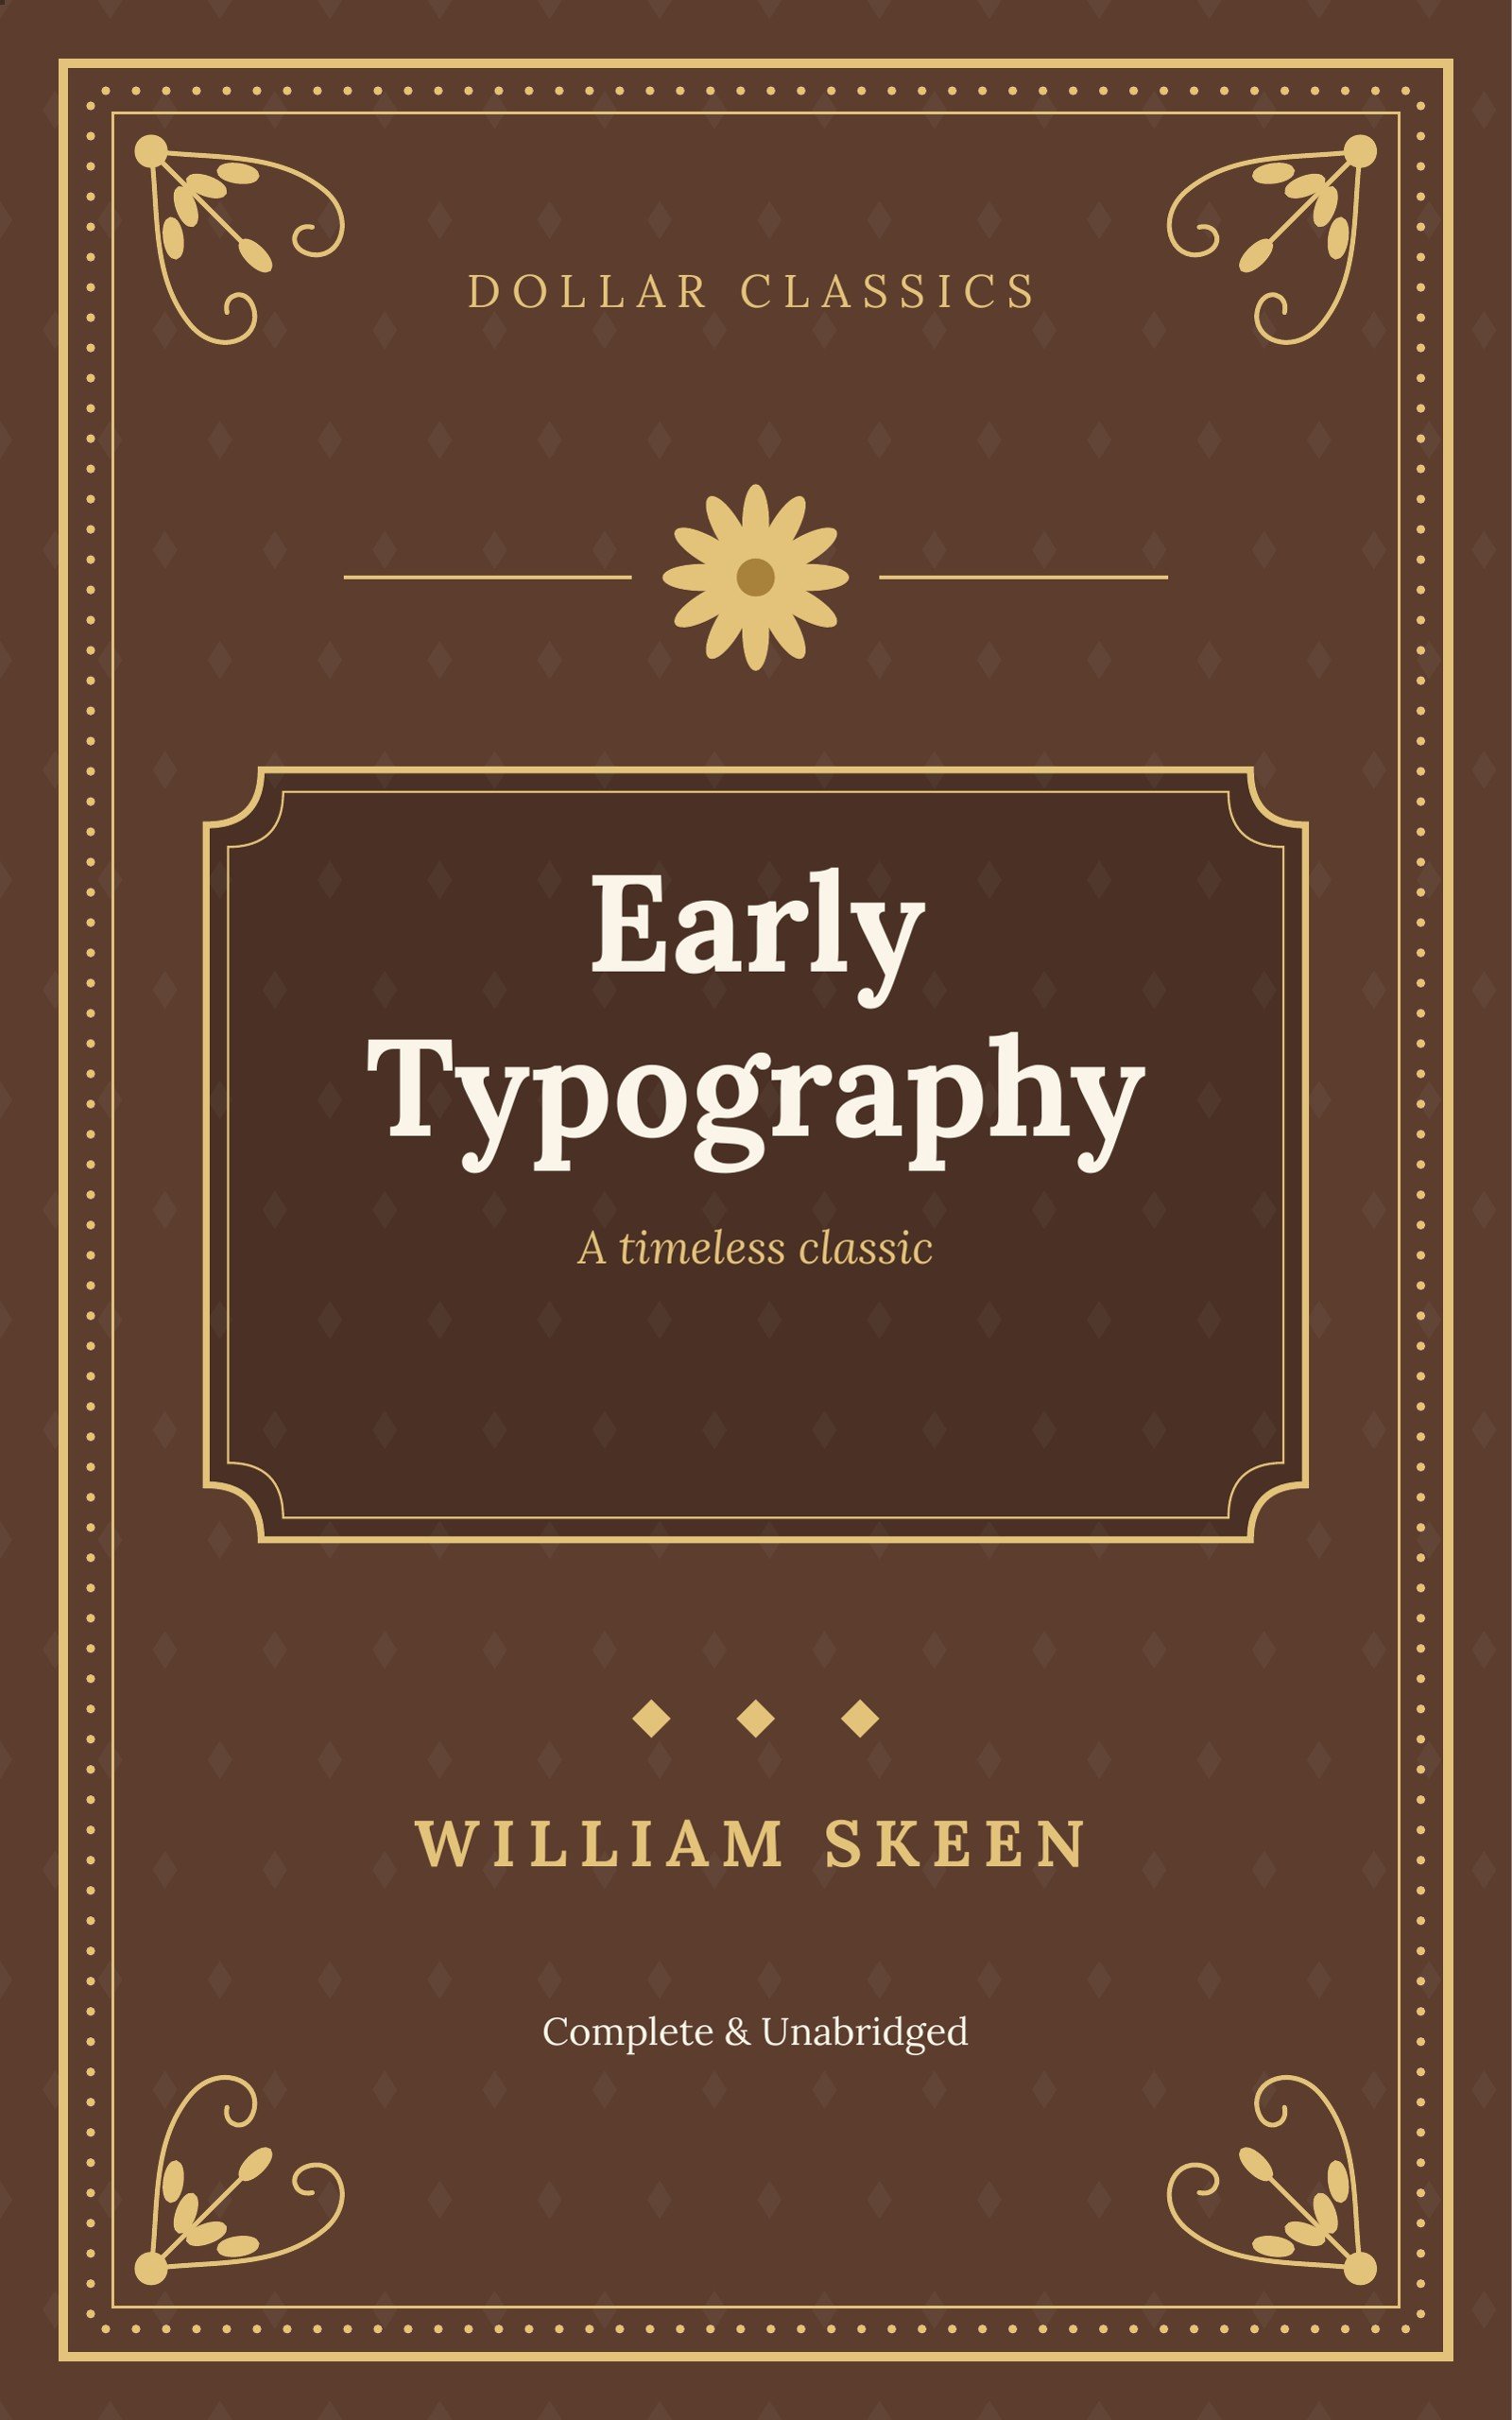 DOLLAR CLASSICS
Early
Typography
A timeless classic
WILLIAM SKEEN
Complete & Unabridged